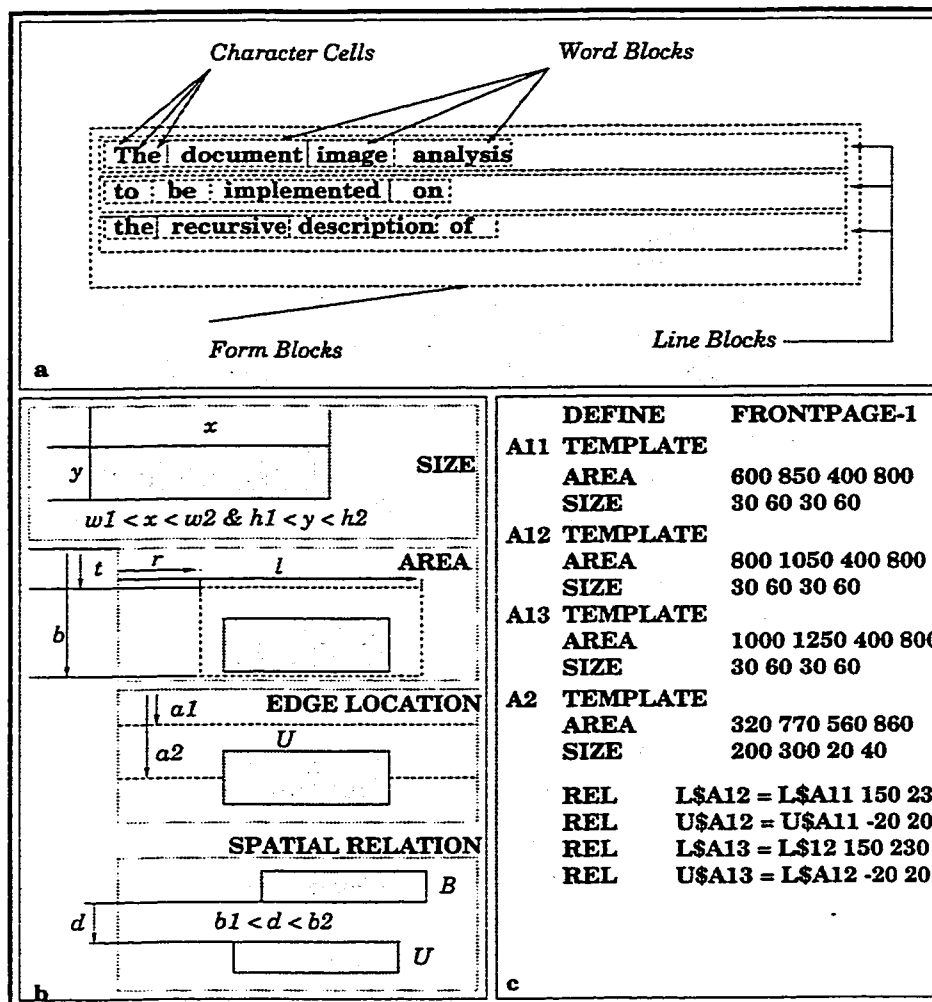 Character Cells Word Blocks
The document image analysis
to be implemented on
the recursive description of
Form Blocks Line Blocks
a
x
y
SIZE
w1 < x < w2 & h1 < y < h2
AREA
t r l
b
EDGE LOCATION
a1
a2 U
SPATIAL RELATION
B
d b1 < d < b2
U
b
DEFINE FRONTPAGE-1
A11 TEMPLATE
AREA 600 850 400 800
SIZE 30 60 30 60
A12 TEMPLATE
AREA 800 1050 400 800
SIZE 30 60 30 60
A13 TEMPLATE
AREA 1000 1250 400 800
SIZE 30 60 30 60
A2 TEMPLATE
AREA 320 770 560 860
SIZE 200 300 20 40
REL L$A12 = L$A11 150 23
REL U$A12 = U$A11 -20 20
REL L$A13 = L$12 150 230
REL U$A13 = L$A12 -20 20
c